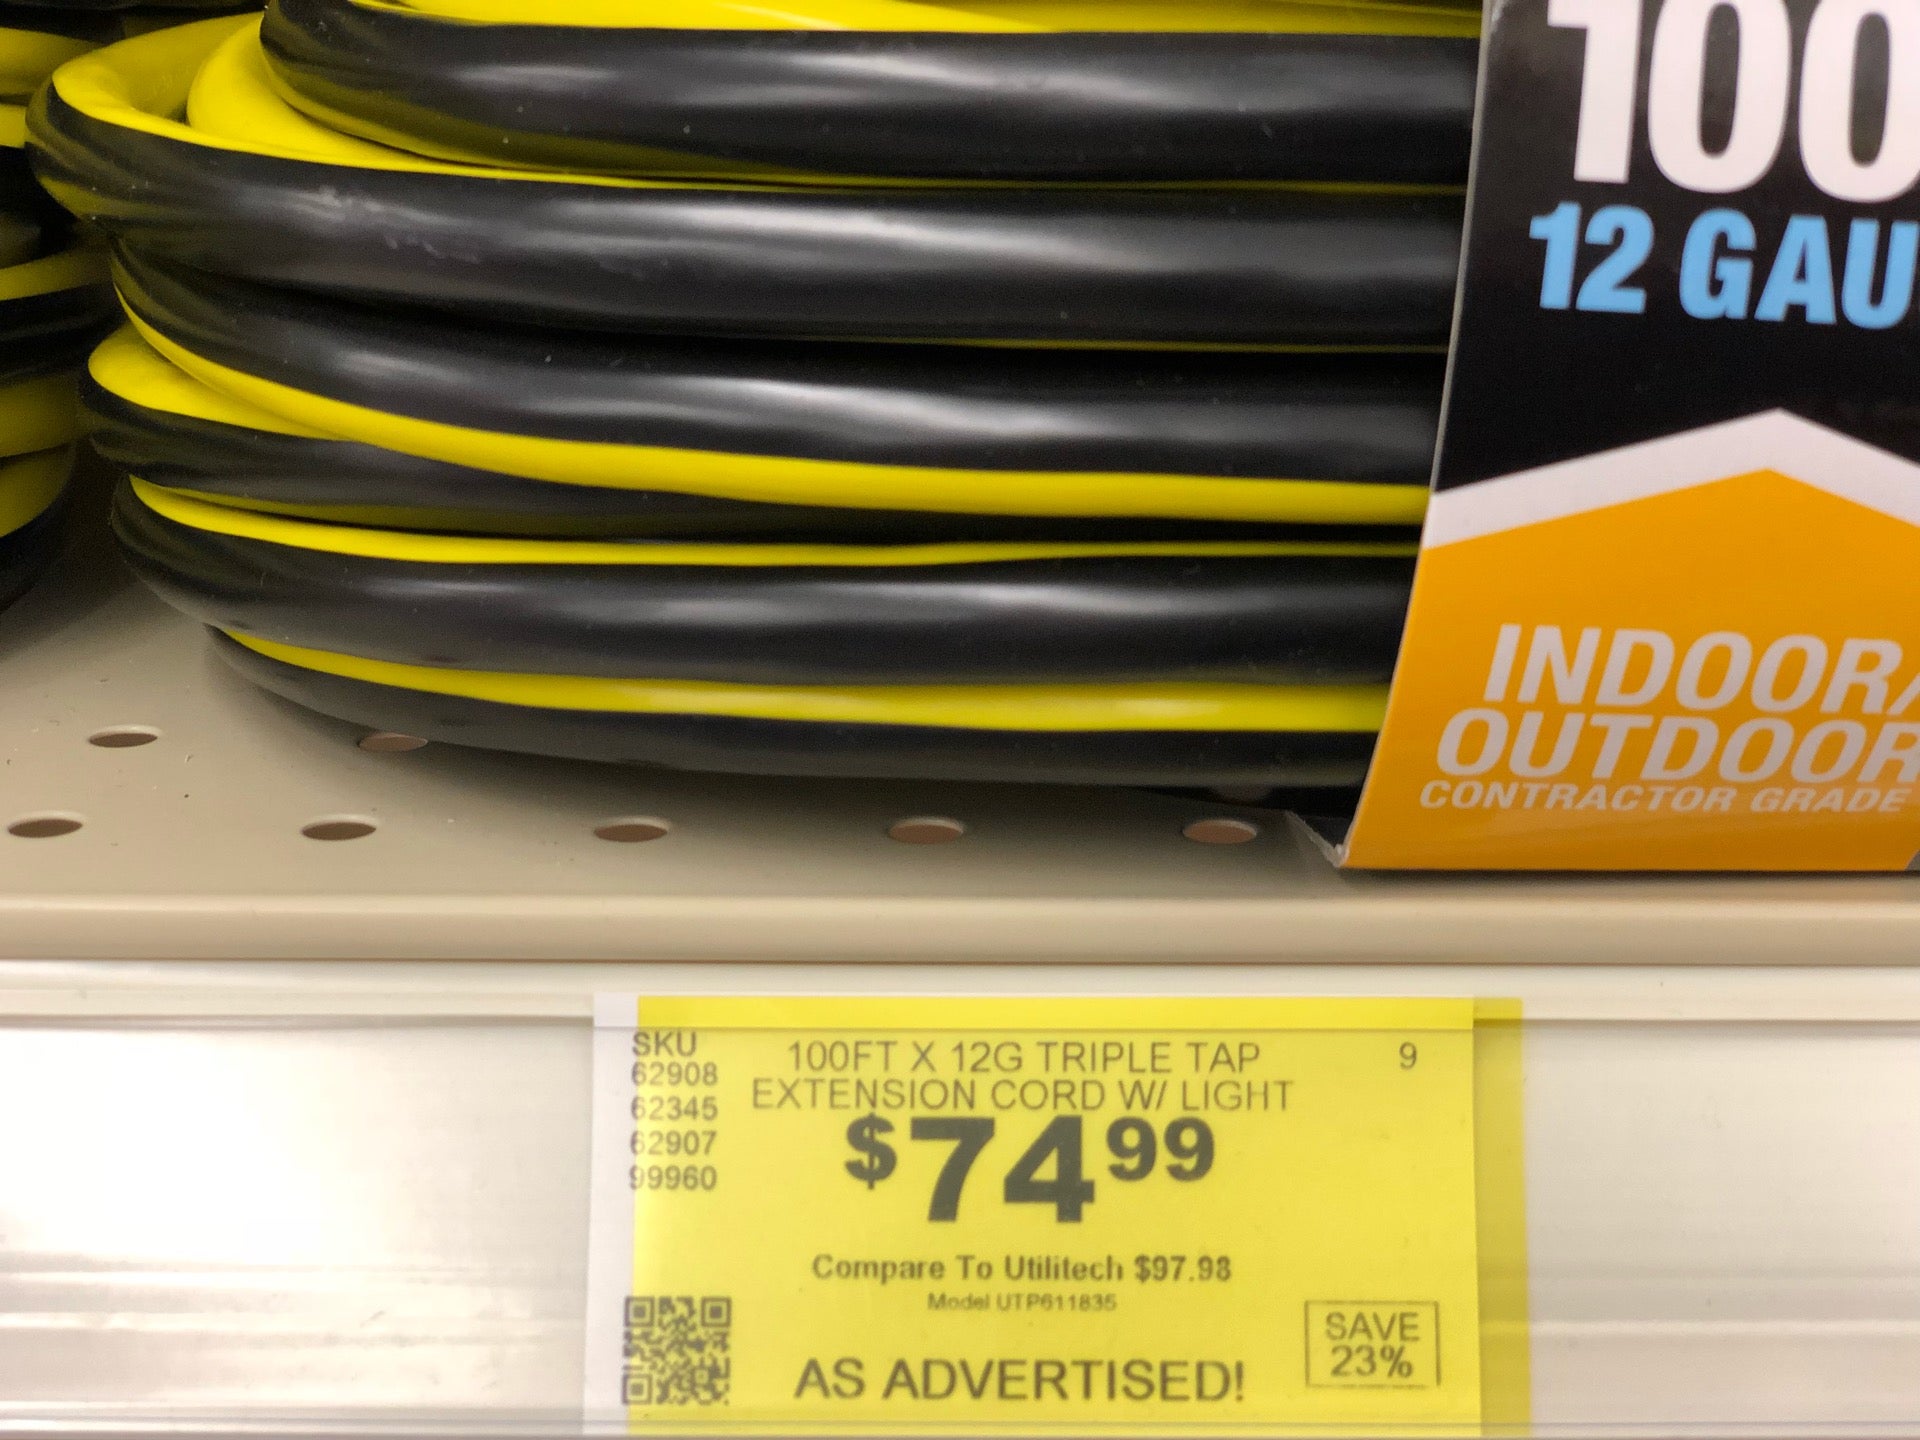 100
12 GAU
INDOOR/
OUTDOOR
CONTRACTOR GRADE
SKU
62908
62345
62907
99960
100FT X 12G TRIPLE TAP
EXTENSION CORD W/ LIGHT
9
$74.99
Compare To Utilitech $97.98
Model UTP611835
AS ADVERTISED!
SAVE
23%